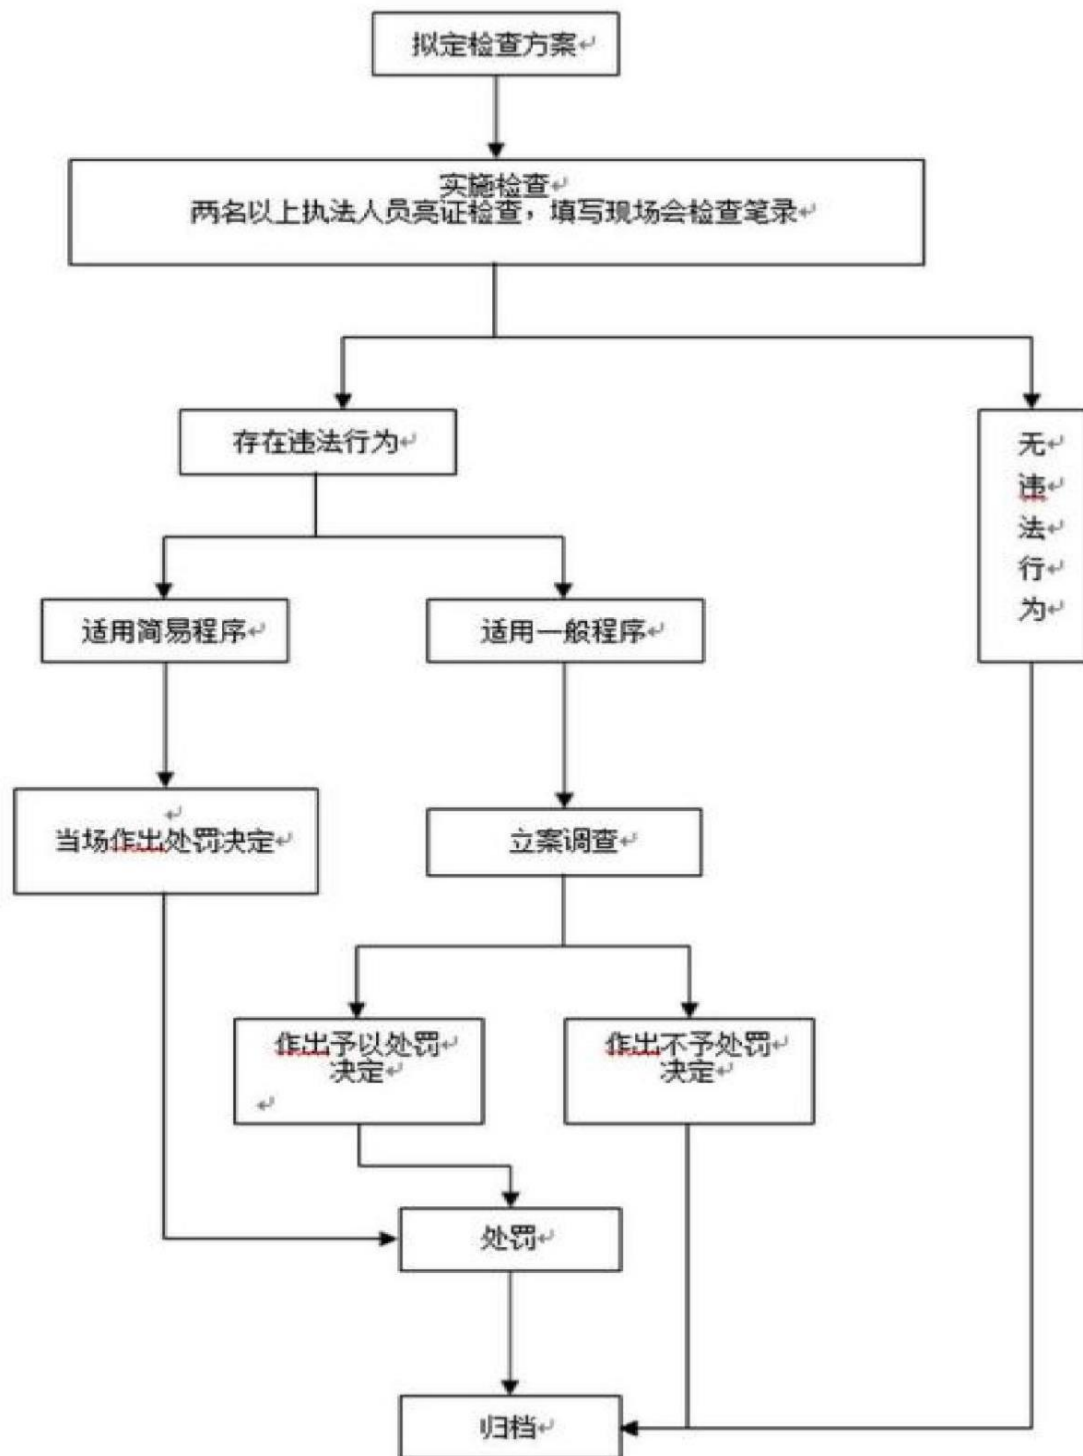 拟定检查方案
实施检查
两名以上执法人员亮证检查，填写现场会检查笔录
存在违法行为
无
违
法
行
为
适用简易程序
适用一般程序
当场作出处罚决定
立案调查
作出予以处罚
决定
作出不予处罚
决定
处罚
归档